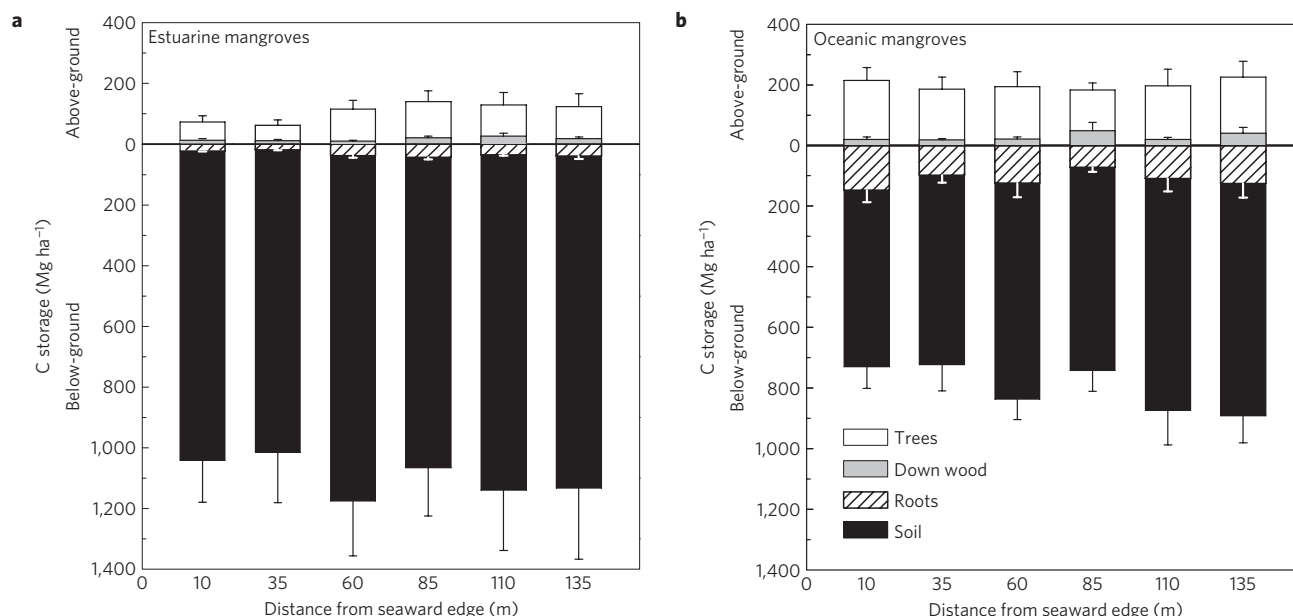 a
Estuarine mangroves
400
200
0
200
400
600
800
1,000
1,200
1,400
Above-ground
C storage (Mg ha⁻¹)
Below-ground
0
10
35
60
85
110
135
Distance from seaward edge (m)
b
Oceanic mangroves
400
200
0
200
400
600
800
1,000
1,200
1,400
Above-ground
C storage (Mg ha⁻¹)
Below-ground
Trees
Down wood
Roots
Soil
0
10
35
60
85
110
135
Distance from seaward edge (m)